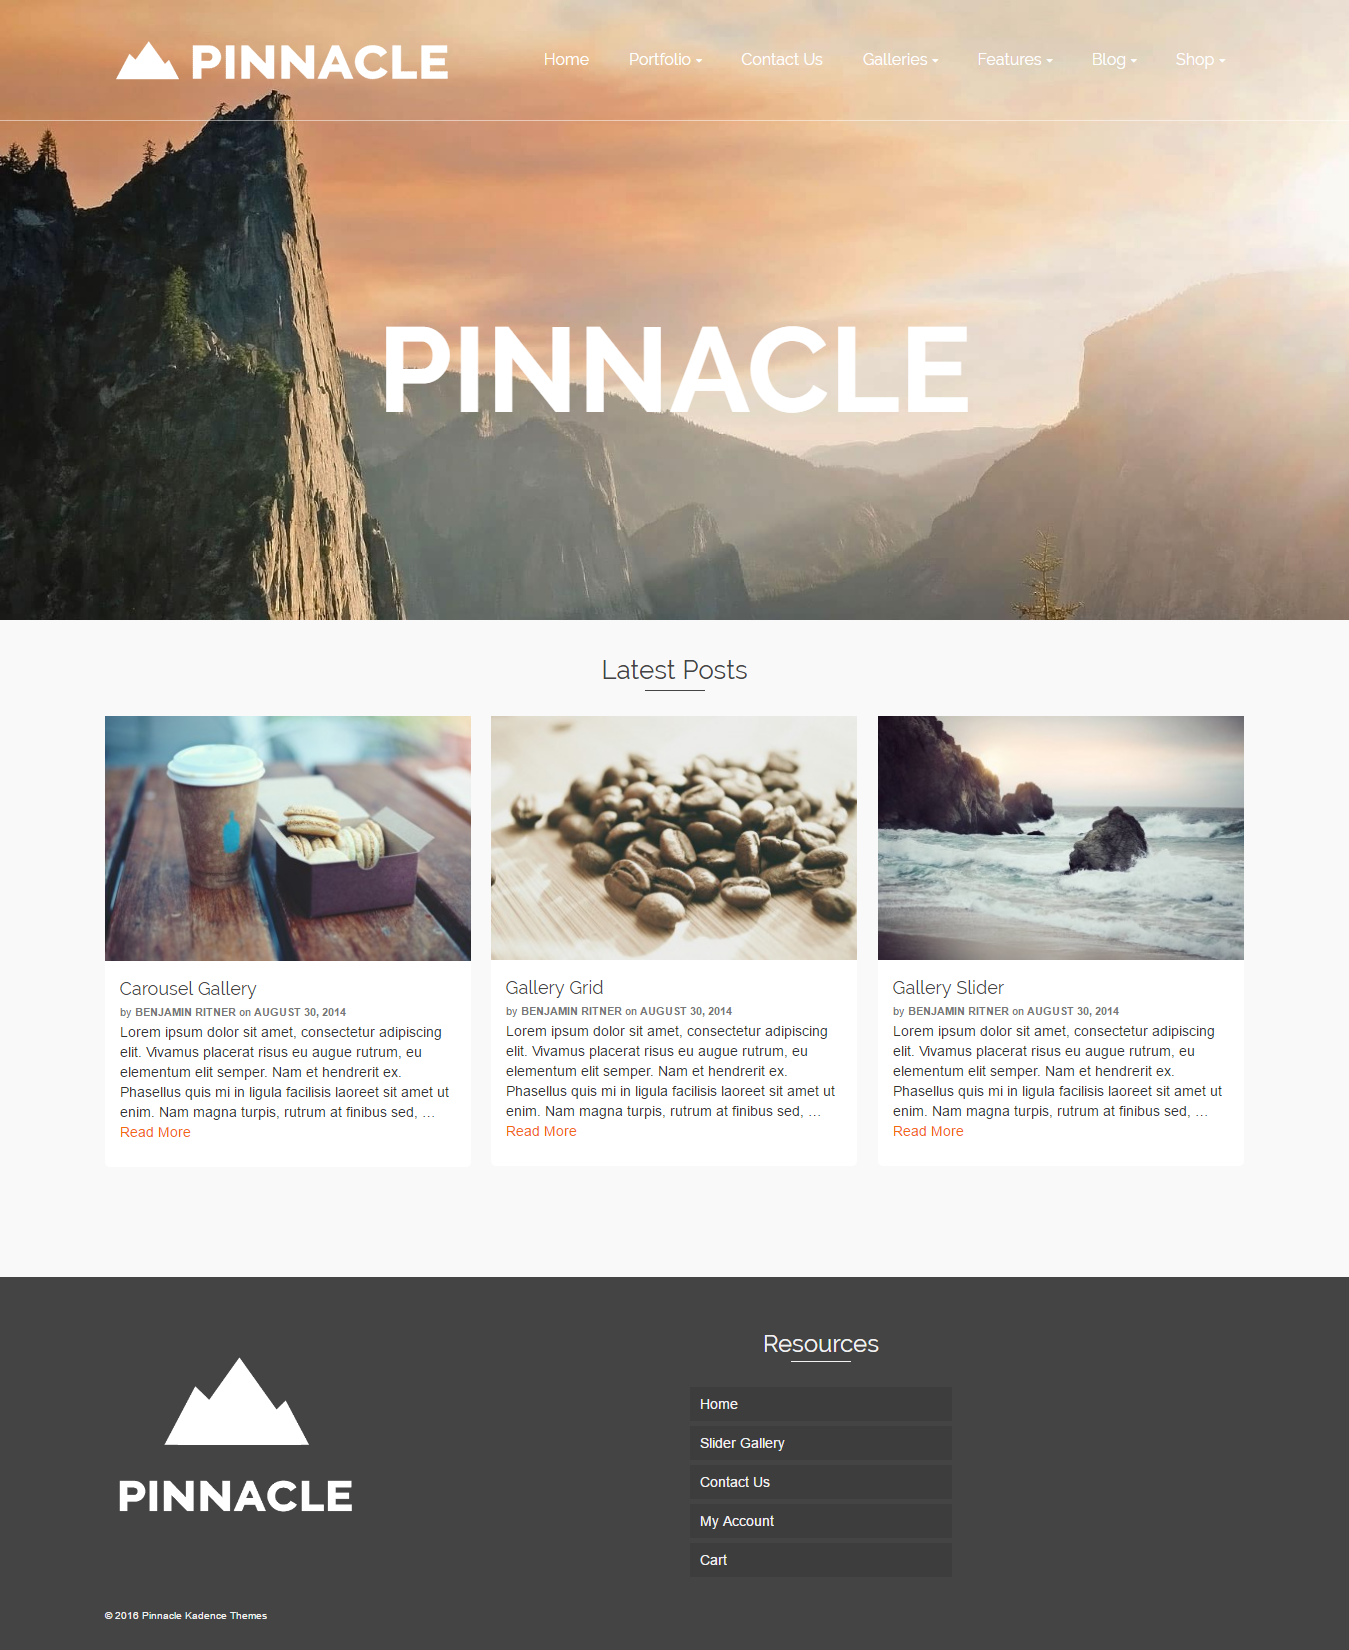 PINNACLE
Home Portfolio Contact Us Galleries Features Blog Shop
PINNACLE
Latest Posts
Carousel Gallery
by BENJAMIN RITNER on AUGUST 30, 2014
Lorem ipsum dolor sit amet, consectetur adipiscing
elit. Vivamus placerat risus eu augue rutrum, eu
elementum elit semper. Nam et hendrerit ex.
Phasellus quis mi in ligula facilisis laoreet sit amet ut
enim. Nam magna turpis, rutrum at finibus sed, …
Read More
Gallery Grid
by BENJAMIN RITNER on AUGUST 30, 2014
Lorem ipsum dolor sit amet, consectetur adipiscing
elit. Vivamus placerat risus eu augue rutrum, eu
elementum elit semper. Nam et hendrerit ex.
Phasellus quis mi in ligula facilisis laoreet sit amet ut
enim. Nam magna turpis, rutrum at finibus sed, …
Read More
Gallery Slider
by BENJAMIN RITNER on AUGUST 30, 2014
Lorem ipsum dolor sit amet, consectetur adipiscing
elit. Vivamus placerat risus eu augue rutrum, eu
elementum elit semper. Nam et hendrerit ex.
Phasellus quis mi in ligula facilisis laoreet sit amet ut
enim. Nam magna turpis, rutrum at finibus sed, …
Read More
PINNACLE
Resources
Home
Slider Gallery
Contact Us
My Account
Cart
© 2016 Pinnacle Kadence Themes